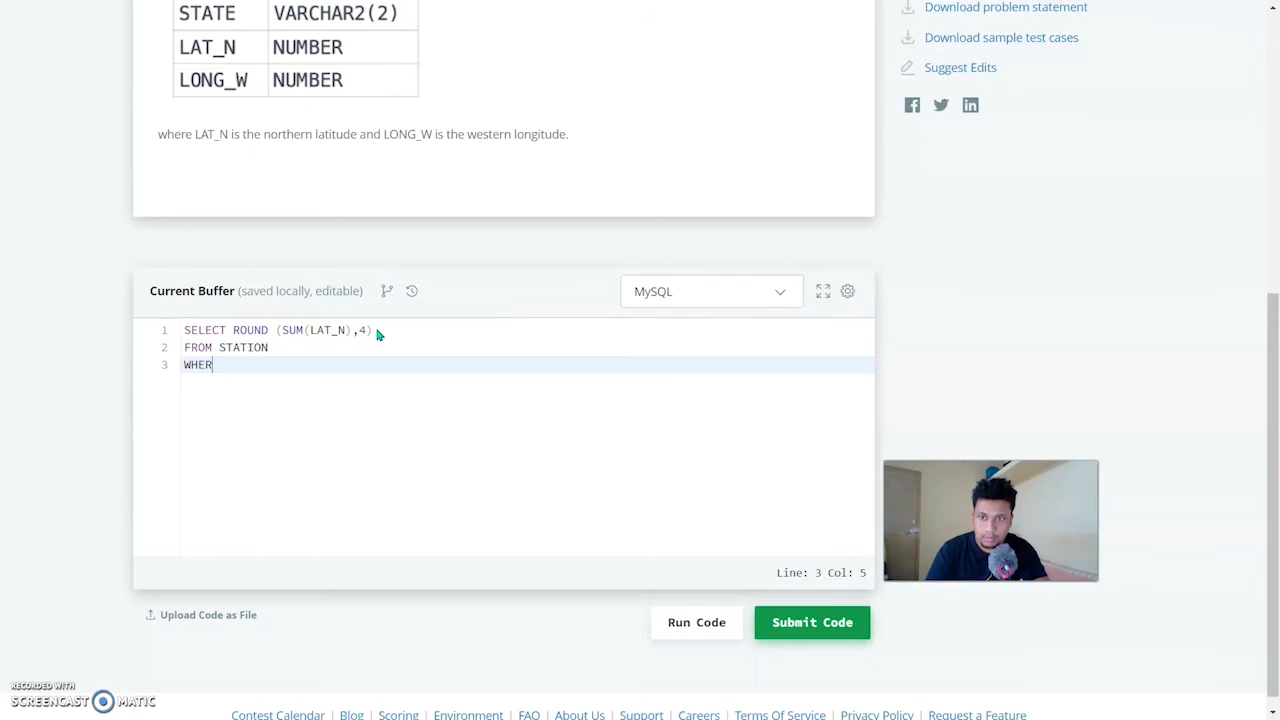 STATE VARCHAR2(2)
LAT_N NUMBER
LONG_W NUMBER
where LAT_N is the northern latitude and LONG_W is the western longitude.
Download problem statement
Download sample test cases
Suggest Edits
Current Buffer (saved locally, editable)
MySQL
1 SELECT ROUND (SUM(LAT_N),4)
2 FROM STATION
3 WHER
Line: 3 Col: 5
Upload Code as File
Run Code
Submit Code
RECORDED WITH
SCREENCAST MATIC
Contest Calendar | Blog | Scoring | Environment | FAQ | About Us | Support | Careers | Terms Of Service | Privacy Policy | Request a Feature